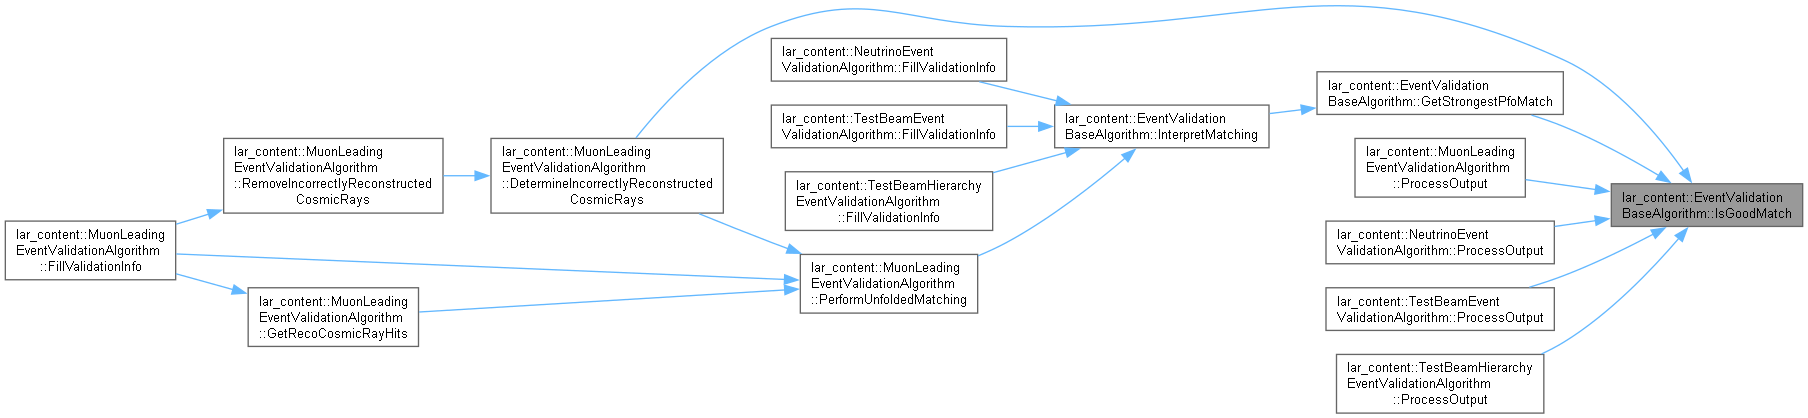 lar_content::MuonLeading
EventValidationAlgorithm
::FillValidationInfo
lar_content::MuonLeading
EventValidationAlgorithm
::RemoveIncorrectlyReconstructed
CosmicRays
lar_content::MuonLeading
EventValidationAlgorithm
::GetRecoCosmicRayHits
lar_content::MuonLeading
EventValidationAlgorithm
::DetermineIncorrectlyReconstructed
CosmicRays
lar_content::NeutrinoEvent
ValidationAlgorithm::FillValidationInfo
lar_content::TestBeamEvent
ValidationAlgorithm::FillValidationInfo
lar_content::TestBeamHierarchy
EventValidationAlgorithm
::FillValidationInfo
lar_content::MuonLeading
EventValidationAlgorithm
::PerformUnfoldedMatching
lar_content::EventValidation
BaseAlgorithm::InterpretMatching
lar_content::EventValidation
BaseAlgorithm::GetStrongestPfoMatch
lar_content::MuonLeading
EventValidationAlgorithm
::ProcessOutput
lar_content::NeutrinoEvent
ValidationAlgorithm::ProcessOutput
lar_content::TestBeamEvent
ValidationAlgorithm::ProcessOutput
lar_content::TestBeamHierarchy
EventValidationAlgorithm
::ProcessOutput
lar_content::EventValidation
BaseAlgorithm::IsGoodMatch